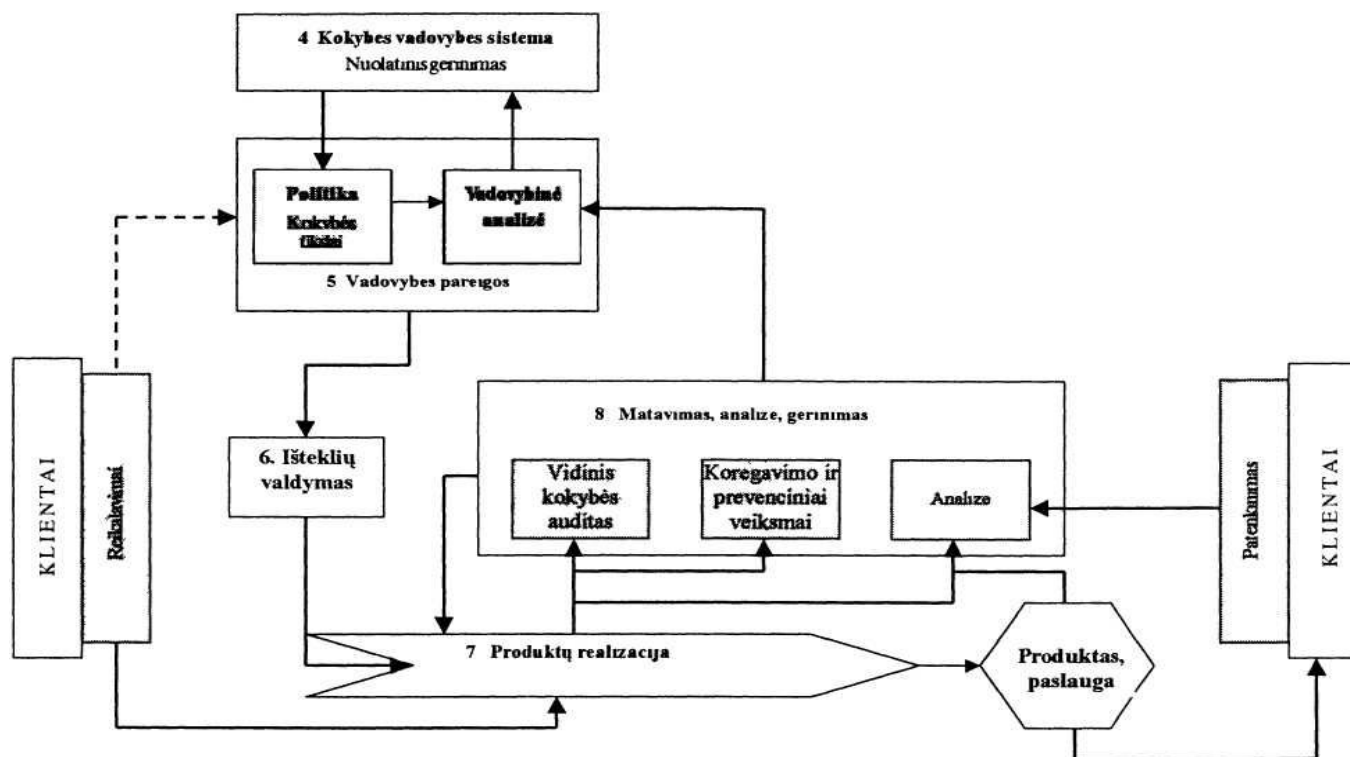 4 Kokybes vadovybes sistema
Nuolatinis gerinimas
Politika
Kokybės
tikslai
Vadovybinė
analizė
5 Vadovybes pareigos
KLIENTAI
Reikalavimai
6. Išteklių
valdymas
8 Matavimas, analize, gerinimas
Vidinis
kokybės
auditas
Koregavimo ir
prevenciniai
veiksmai
Analize
Patenkinimas
KLIENTAI
7 Produktų realizacija
Produktas,
paslauga